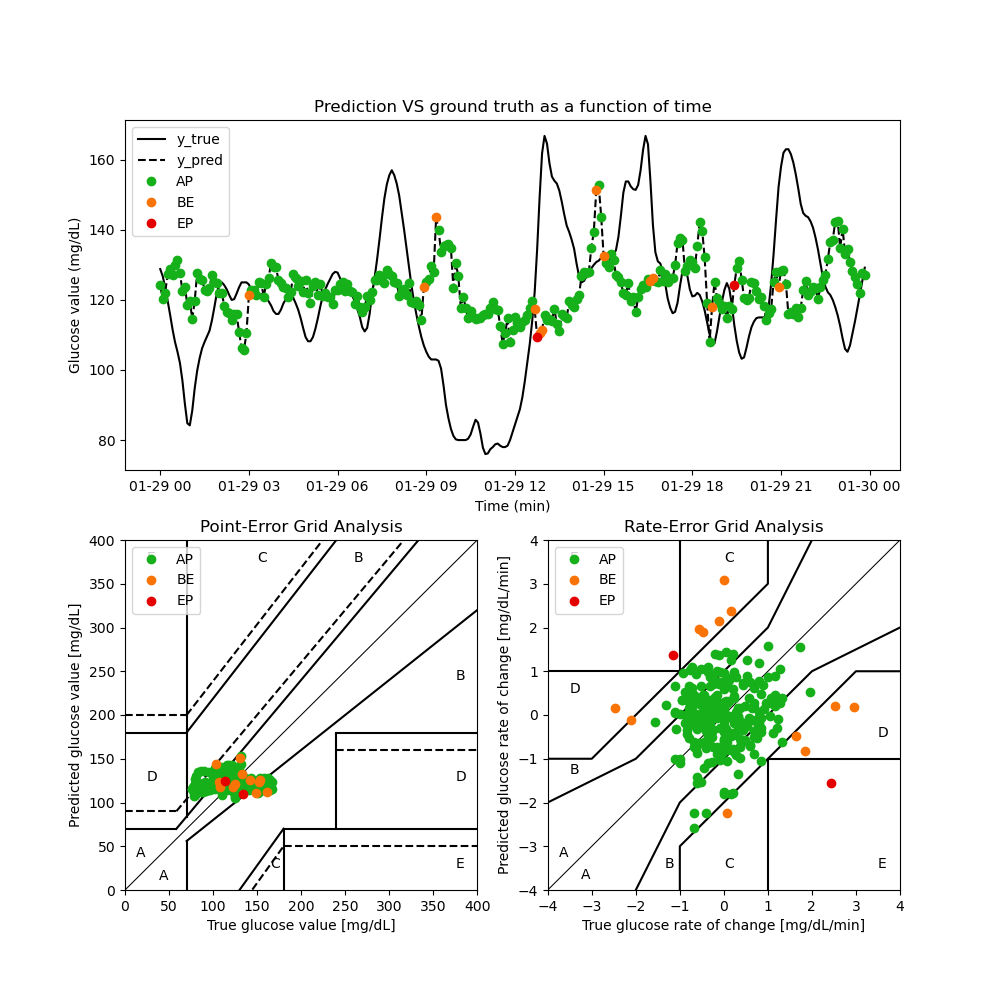 Prediction VS ground truth as a function of time
Glucose value (mg/dL)
160
140
120
100
80
y_true
y_pred
AP
BE
EP
01-29 00 01-29 03 01-29 06 01-29 09 01-29 12 01-29 15 01-29 18 01-29 21 01-30 00
Time (min)
Point-Error Grid Analysis
Predicted glucose value [mg/dL]
400
350
300
250
200
150
100
50
0
AP
BE
EP
C
B
B
D
D
A
A
C
E
0 50 100 150 200 250 300 350 400
True glucose value [mg/dL]
Rate-Error Grid Analysis
Predicted glucose rate of change [mg/dL/min]
4
3
2
1
0
−1
−2
−3
−4
AP
BE
EP
C
D
D
B
A
A
B
C
E
−4 −3 −2 −1 0 1 2 3 4
True glucose rate of change [mg/dL/min]